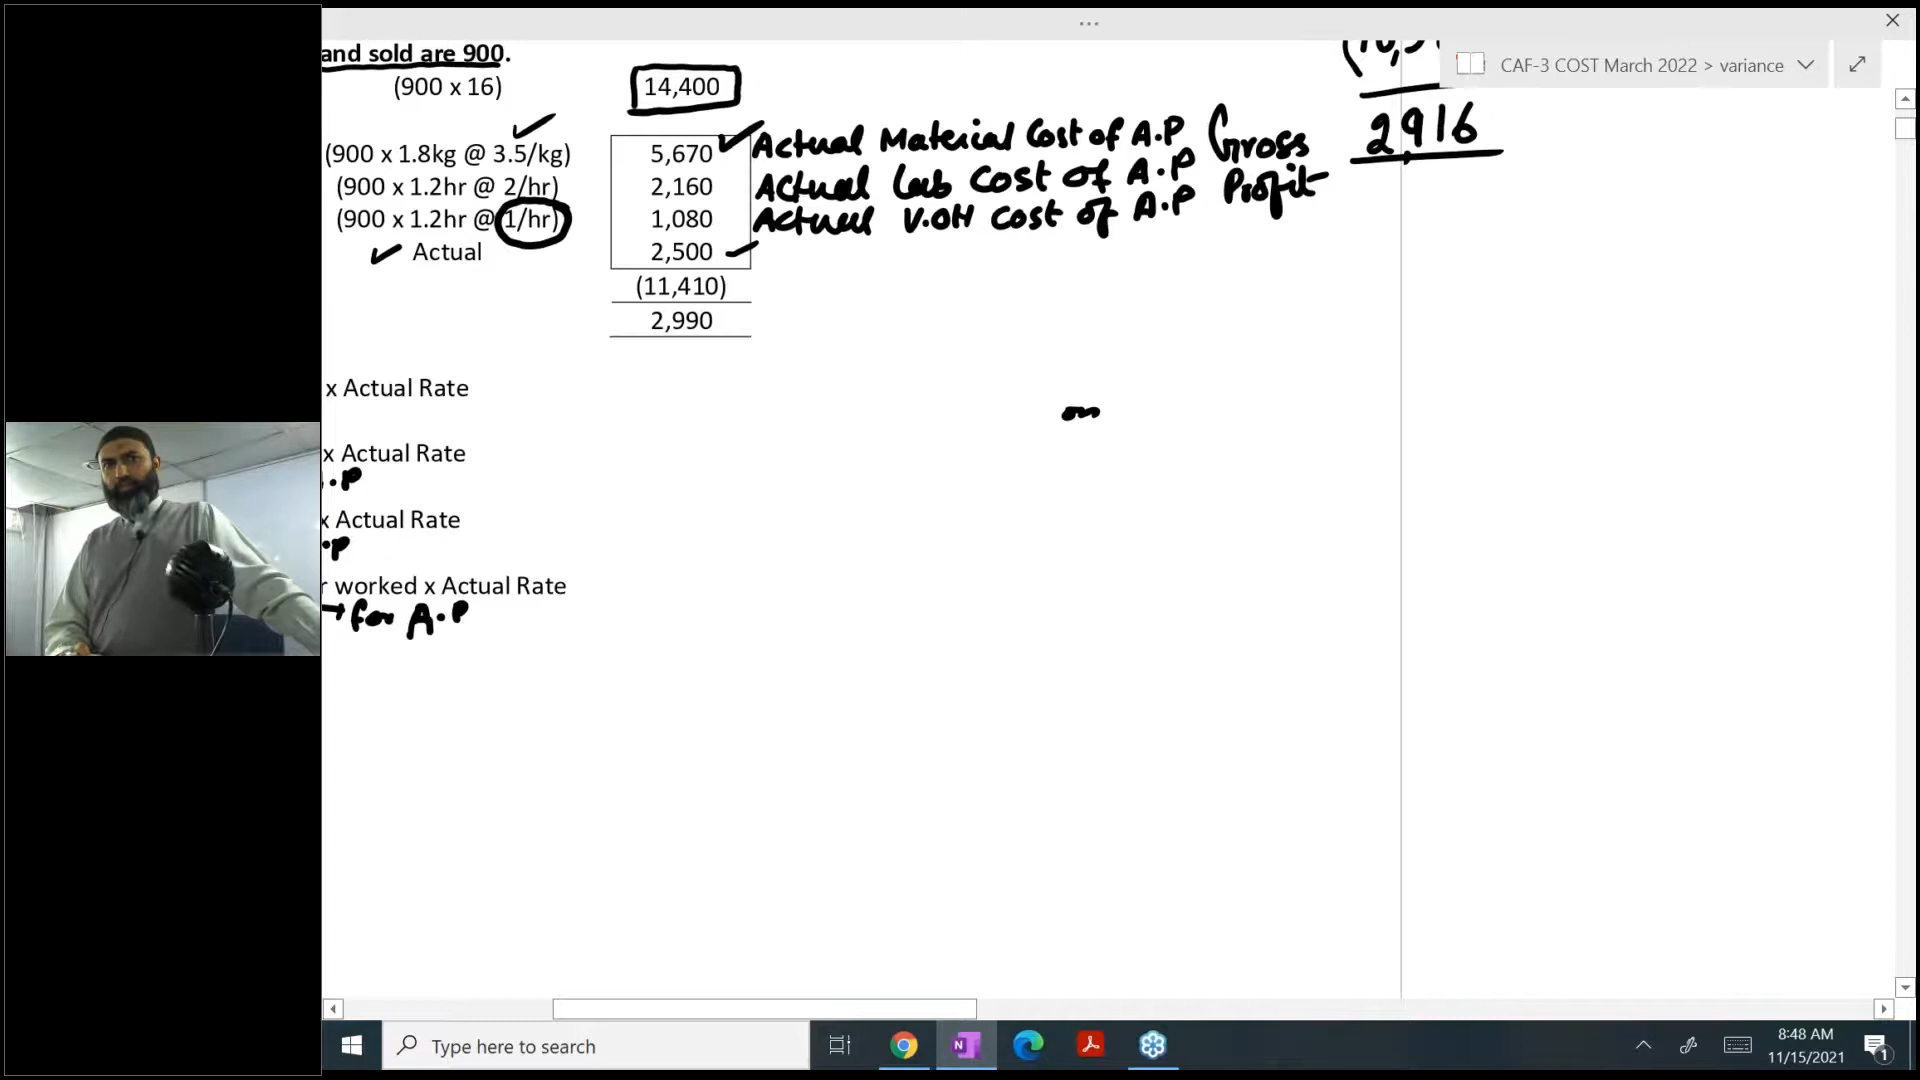 and sold are 900.
(900 x 16) 14,400
CAF-3 COST March 2022 > variance
2,916
(900 x 1.8kg @ 3.5/kg) 5,670 Actual Material Cost of A.P Gross
(900 x 1.2hr @ 2/hr) 2,160 Actual Lab Cost of A.P Profit
(900 x 1.2hr @ 1/hr) 1,080 Actual V.OH Cost of A.P
Actual 2,500
(11,410)
2,990
x Actual Rate
x Actual Rate
.P
x Actual Rate
.P
r worked x Actual Rate
for A.P
Type here to search
N
8:48 AM
11/15/2021
1